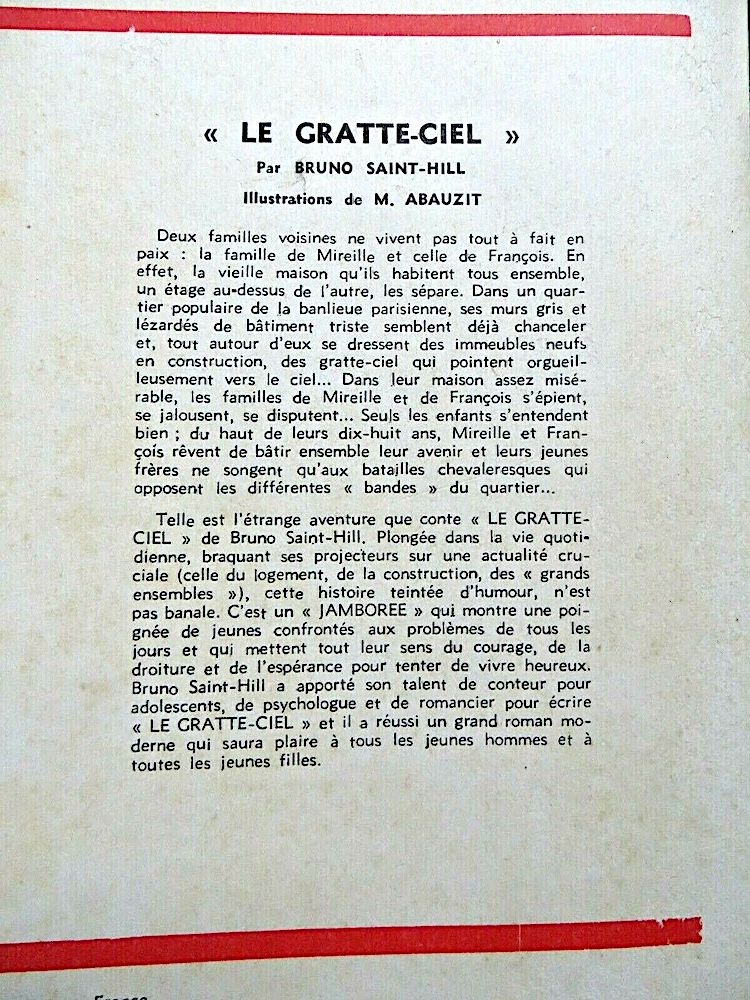 « LE GRATTE-CIEL »
Par BRUNO SAINT-HILL
Illustrations de M. ABAUZIT
Deux familles voisines ne vivent pas tout à fait en
paix : la famille de Mireille et celle de François. En
effet, la vieille maison qu'ils habitent tous ensemble,
un étage au-dessus de l'autre, les sépare. Dans un quar-
tier populaire de la banlieue parisienne, ses murs gris et
lézardés de bâtiment triste semblent déjà chanceler
et, tout autour d'eux se dressent des immeubles neufs
en construction, des gratte-ciel qui pointent orgueil-
leusement vers le ciel... Dans leur maison assez misé-
rable, les familles de Mireille et de François s'épient,
se jalousent, se disputent... Seuls les enfants s'entendent
bien ; du haut de leurs dix-huit ans, Mireille et Fran-
çois rêvent de bâtir ensemble leur avenir et leurs jeunes
frères ne songent qu'aux batailles chevaleresques qui
opposent les différentes « bandes » du quartier...
Telle est l'étrange aventure que conte « LE GRATTE-
CIEL » de Bruno Saint-Hill. Plongée dans la vie quoti-
dienne, braquant ses projecteurs sur une actualité cru-
ciale (celle du logement, de la construction, des « grands
ensembles »), cette histoire teintée d'humour, n'est
pas banale. C'est un « JAMBOREE » qui montre une poi-
gnée de jeunes confrontés aux problèmes de tous les
jours et qui mettent tout leur sens du courage, de la
droiture et de l'espérance pour tenter de vivre heureux.
Bruno Saint-Hill a apporté son talent de conteur pour
adolescents, de psychologue et de romancier pour écrire
« LE GRATTE-CIEL » et il a réussi un grand roman mo-
derne qui saura plaire à tous les jeunes hommes et à
toutes les jeunes filles.
France